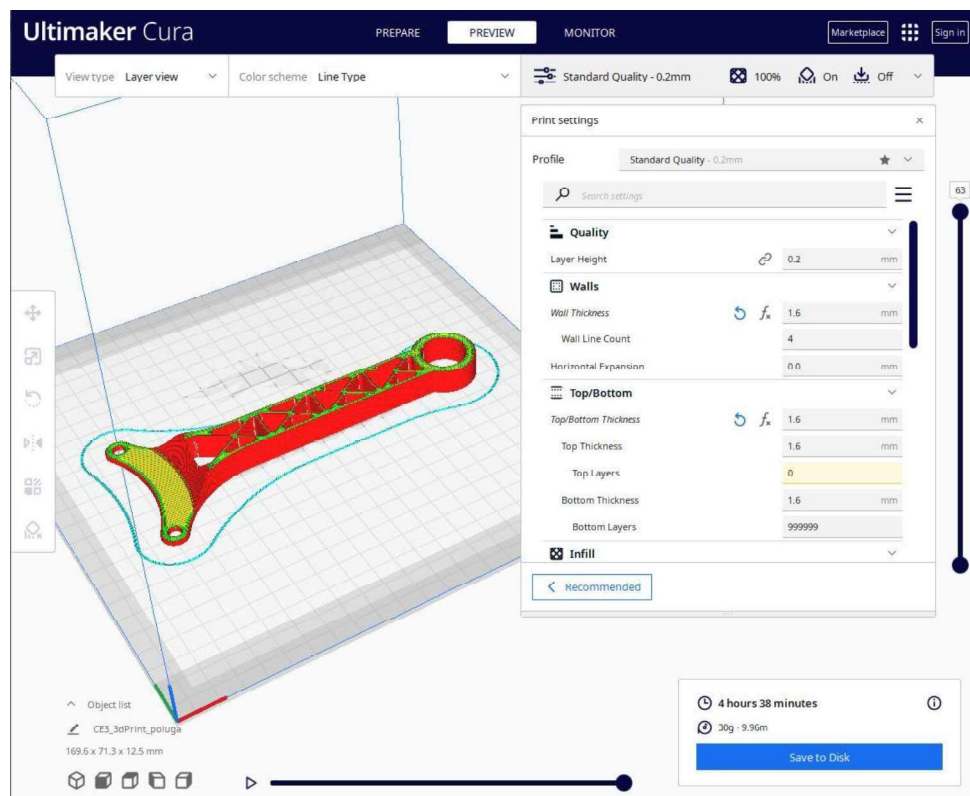 Ultimaker Cura
PREPARE PREVIEW MONITOR Marketplace Sign in
View type Layer view Color scheme Line Type Standard Quality - 0.2mm 100% On Off
Print settings
Profile Standard Quality - 0.2mm
Search settings
63
Quality
Layer Height 0.2 mm
Walls
Wall Thickness 1.6 mm
Wall Line Count 4
Horizontal Expansion 0.0 mm
Top/Bottom
Top/Bottom Thickness 1.6 mm
Top Thickness 1.6 mm
Top Layers 0
Bottom Thickness 1.6 mm
Bottom Layers 999999
Infill
Recommended
Object list
CE3_3dPrint_poluga
169.6 x 71.3 x 12.5 mm
4 hours 38 minutes
30g · 9.96m
Save to Disk